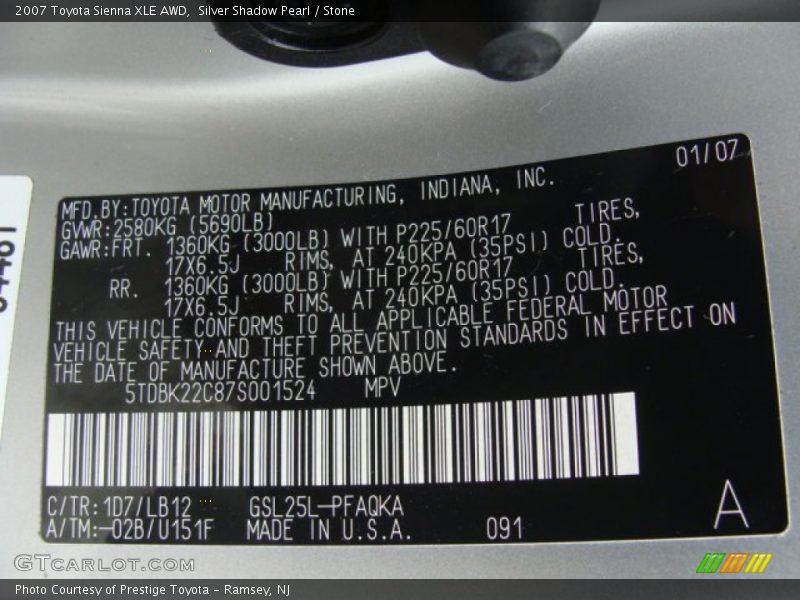 2007 Toyota Sienna XLE AWD,  Silver Shadow Pearl / Stone
01/07
MFD.BY:TOYOTA MOTOR MANUFACTURING, INDIANA, INC.
GVWR:2580KG (5690LB)
GAWR:FRT. 1360KG (3000LB) WITH P225/60R17 TIRES,
17X6.5J RIMS, AT 240KPA (35PSI) COLD.
RR. 1360KG (3000LB) WITH P225/60R17 TIRES,
17X6.5J RIMS, AT 240KPA (35PSI) COLD.
THIS VEHICLE CONFORMS TO ALL APPLICABLE FEDERAL MOTOR
VEHICLE SAFETY AND THEFT PREVENTION STANDARDS IN EFFECT ON
THE DATE OF MANUFACTURE SHOWN ABOVE.
5TDBK22C87S001524 MPV
C/TR:1D7/LB12 GSL25L-PFAQKA
A/TM:-02B/U151F MADE IN U.S.A. 091
A
GTCARLOT.COM
Photo Courtesy of Prestige Toyota - Ramsey, NJ